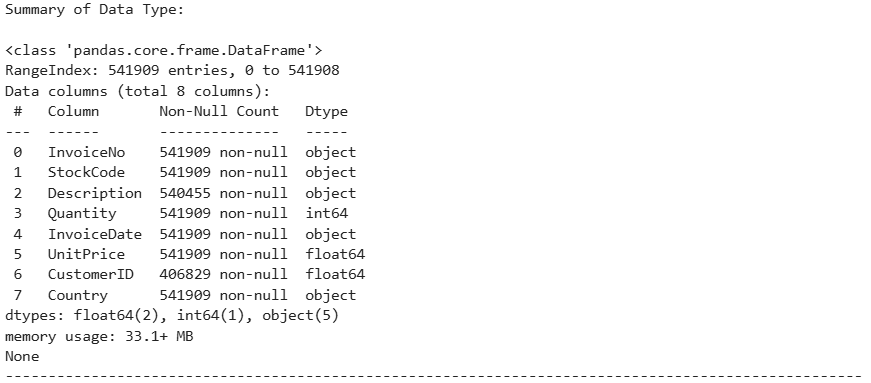 Summary of Data Type:
<class 'pandas.core.frame.DataFrame'>
RangeIndex: 541909 entries, 0 to 541908
Data columns (total 8 columns):
 #   Column       Non-Null Count   Dtype
---  ------       --------------   -----
 0   InvoiceNo    541909 non-null  object
 1   StockCode    541909 non-null  object
 2   Description  540455 non-null  object
 3   Quantity     541909 non-null  int64
 4   InvoiceDate  541909 non-null  object
 5   UnitPrice    541909 non-null  float64
 6   CustomerID   406829 non-null  float64
 7   Country      541909 non-null  object
dtypes: float64(2), int64(1), object(5)
memory usage: 33.1+ MB
None
----------------------------------------------------------------------------------------------------